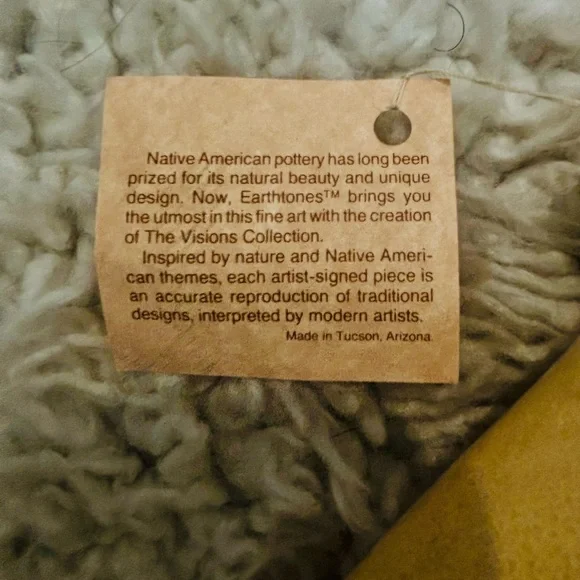 Native American pottery has long been
prized for its natural beauty and unique
design. Now, Earthtones™ brings you
the utmost in this fine art with the creation
of The Visions Collection.
Inspired by nature and Native Ameri-
can themes, each artist-signed piece is
an accurate reproduction of traditional
designs, interpreted by modern artists.
Made in Tucson, Arizona.